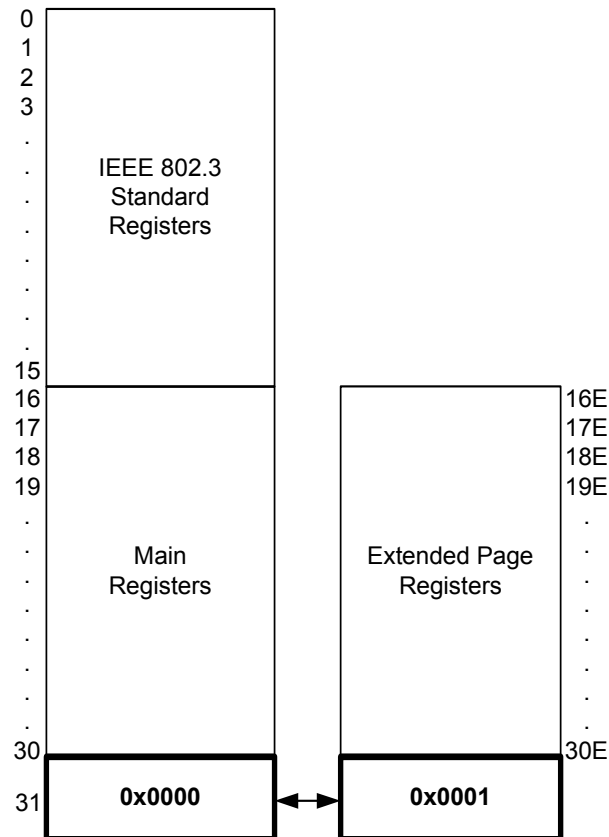 0
1
2
3
.
.
.
.
.
.
.
.
15
IEEE 802.3
Standard
Registers
16
17
18
19
.
.
.
.
.
.
.
.
30
Main
Registers
Extended Page
Registers
16E
17E
18E
19E
.
.
.
.
.
.
.
.
30E
31
0x0000
0x0001